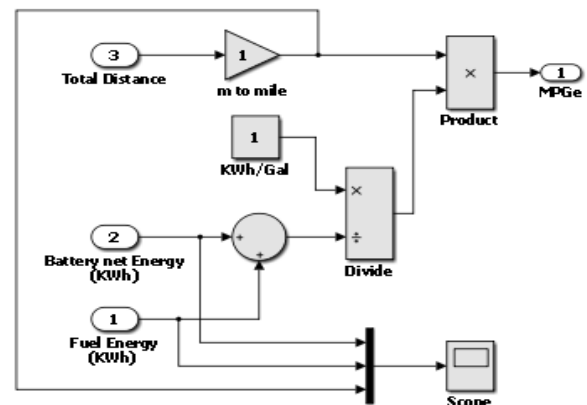 3
Total Distance
1
m to mile
×
Product
1
MPGe
1
KWh/Gal
×
÷
Divide
2
Battery net Energy
(KWh)
+
+
1
Fuel Energy
(KWh)
Scope